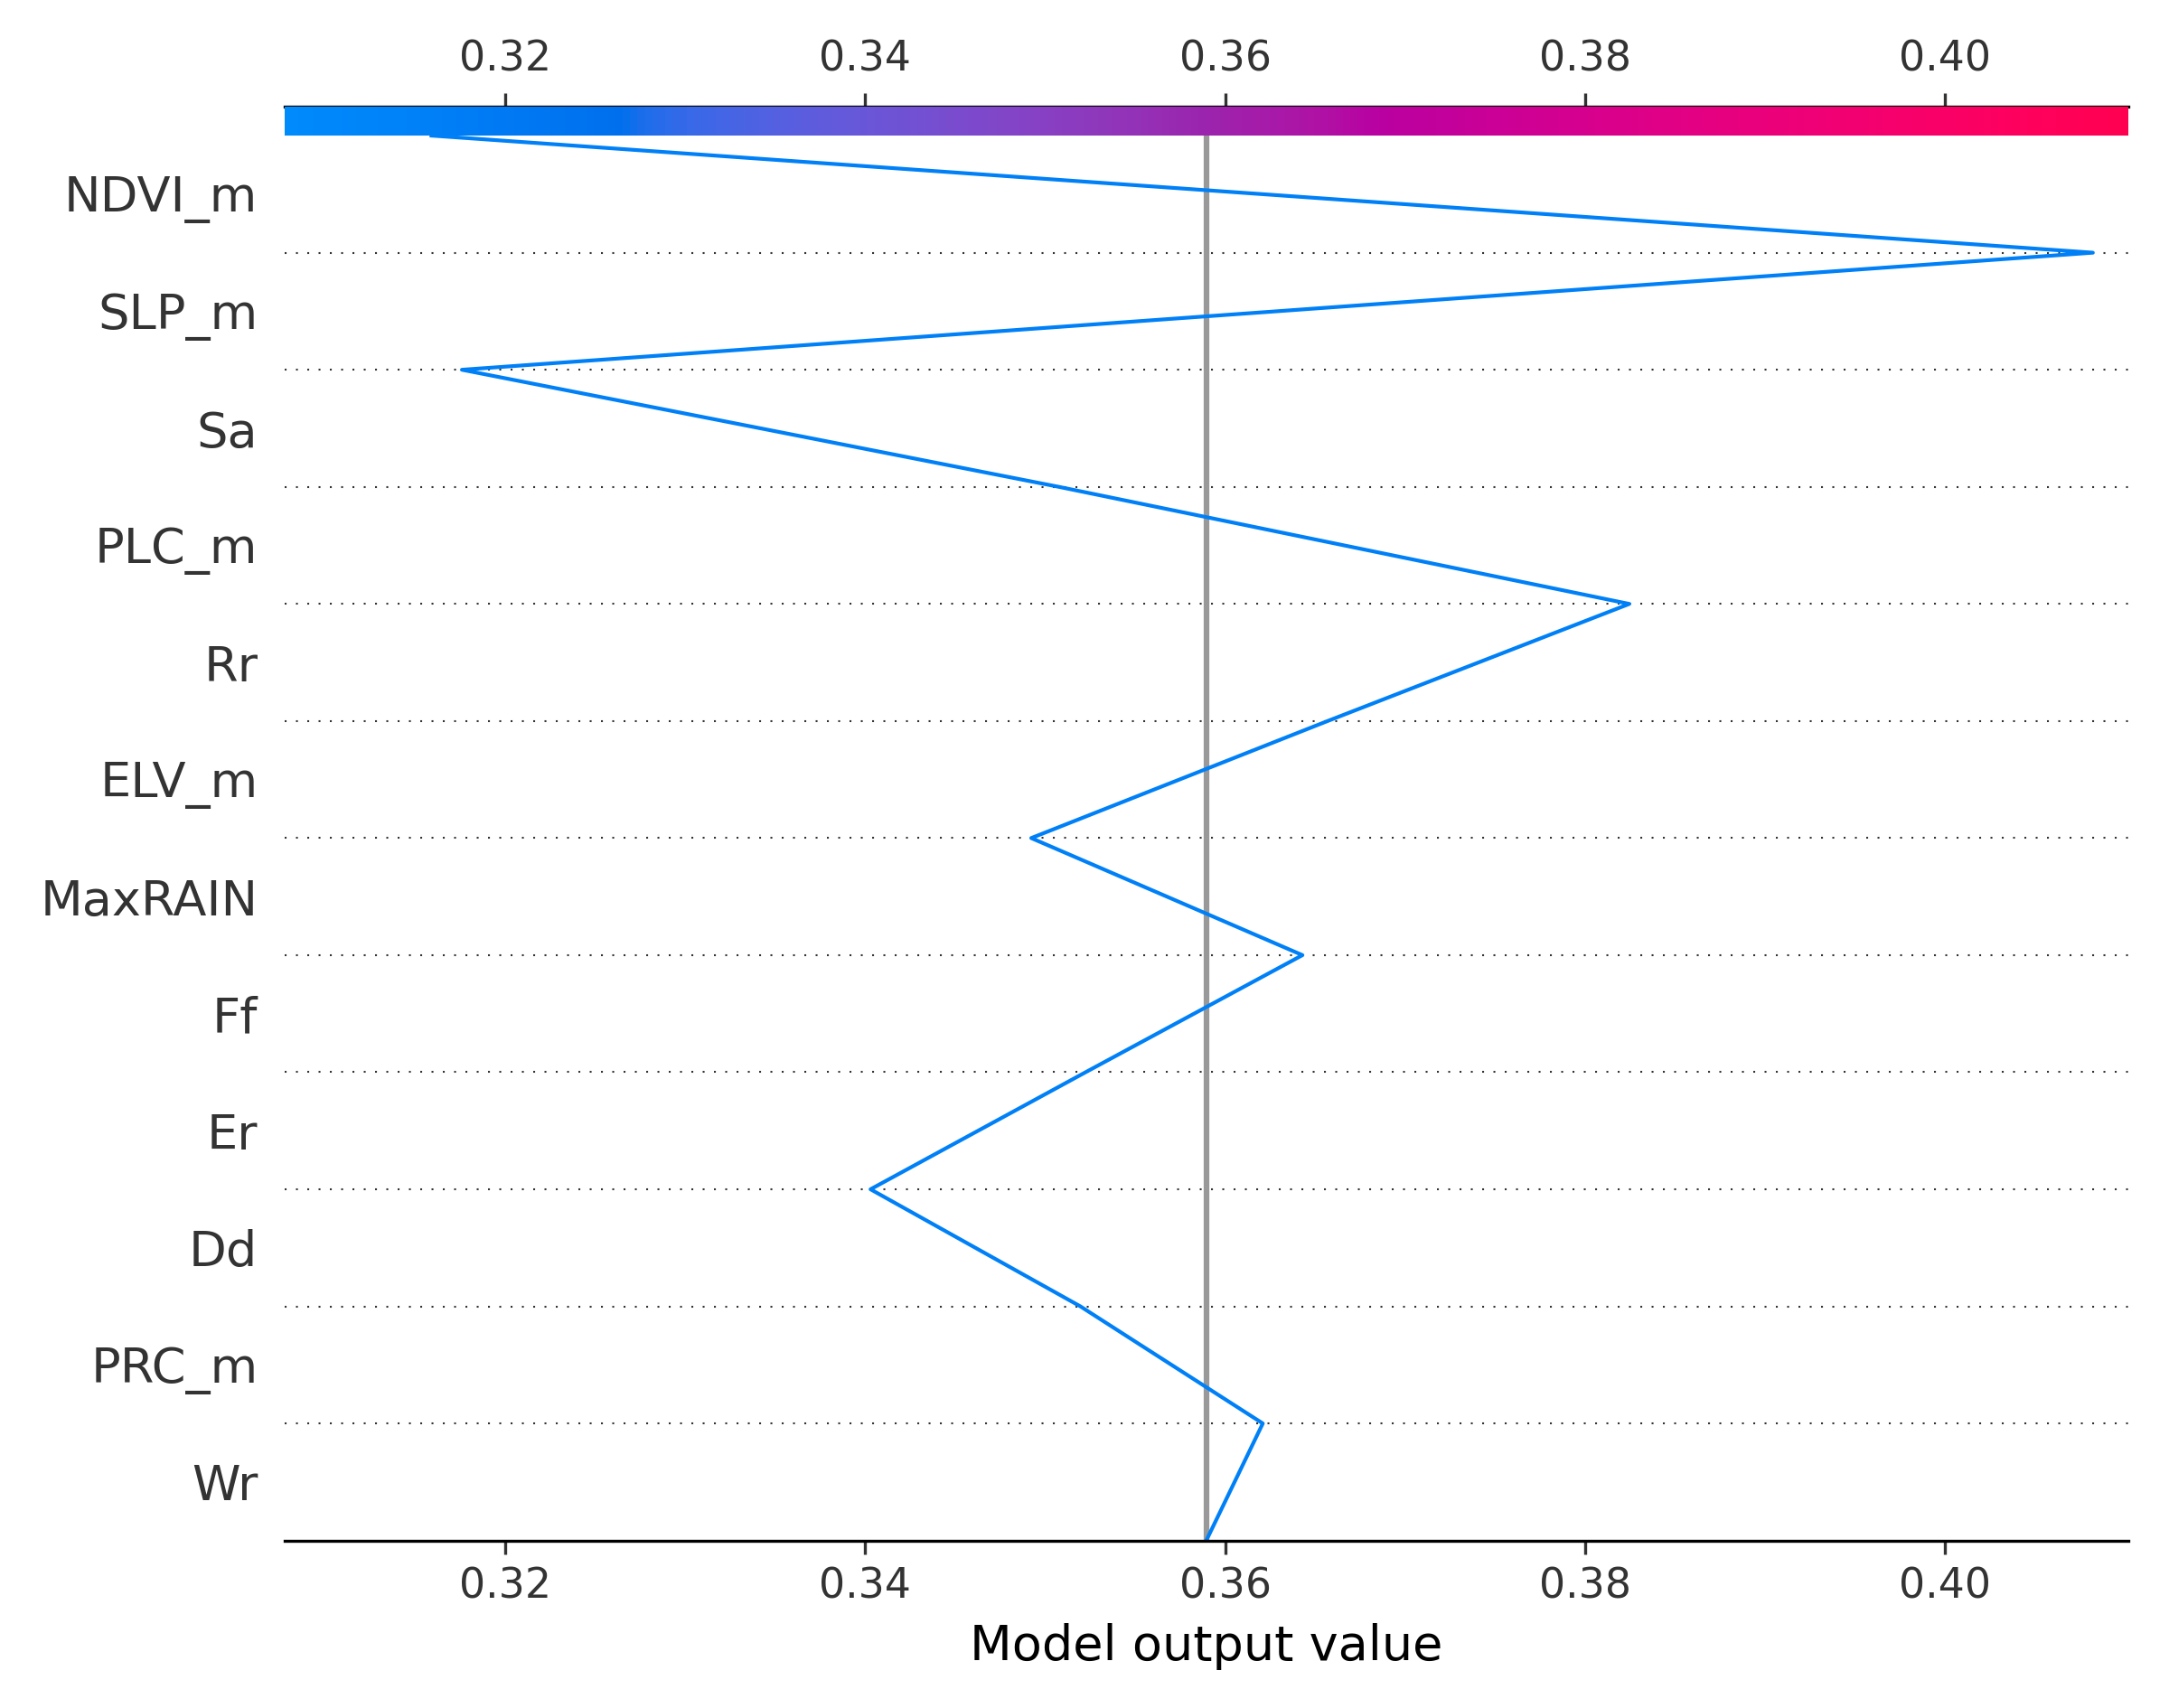 0.32 0.34 0.36 0.38 0.40
NDVI_m
SLP_m
Sa
PLC_m
Rr
ELV_m
MaxRAIN
Ff
Er
Dd
PRC_m
Wr
0.32 0.34 0.36 0.38 0.40
Model output value